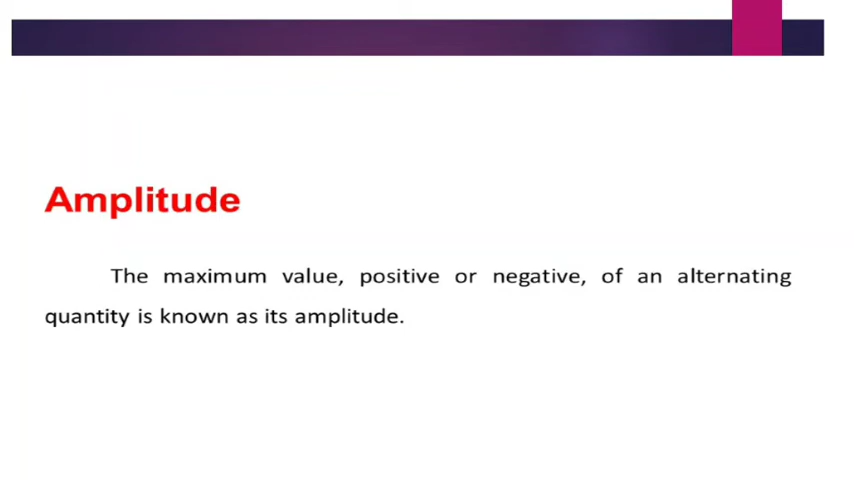 Amplitude
The maximum value, positive or negative, of an alternating
quantity is known as its amplitude.